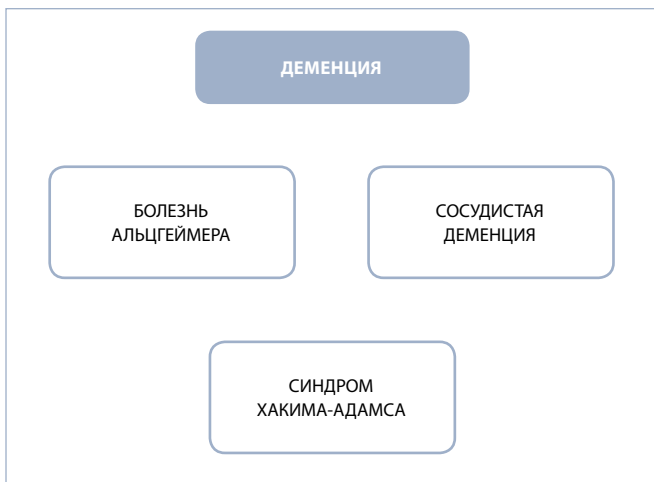 ДЕМЕНЦИЯ
БОЛЕЗНЬ
АЛЬЦГЕЙМЕРА
СОСУДИСТАЯ
ДЕМЕНЦИЯ
СИНДРОМ
ХАКИМА-АДАМСА